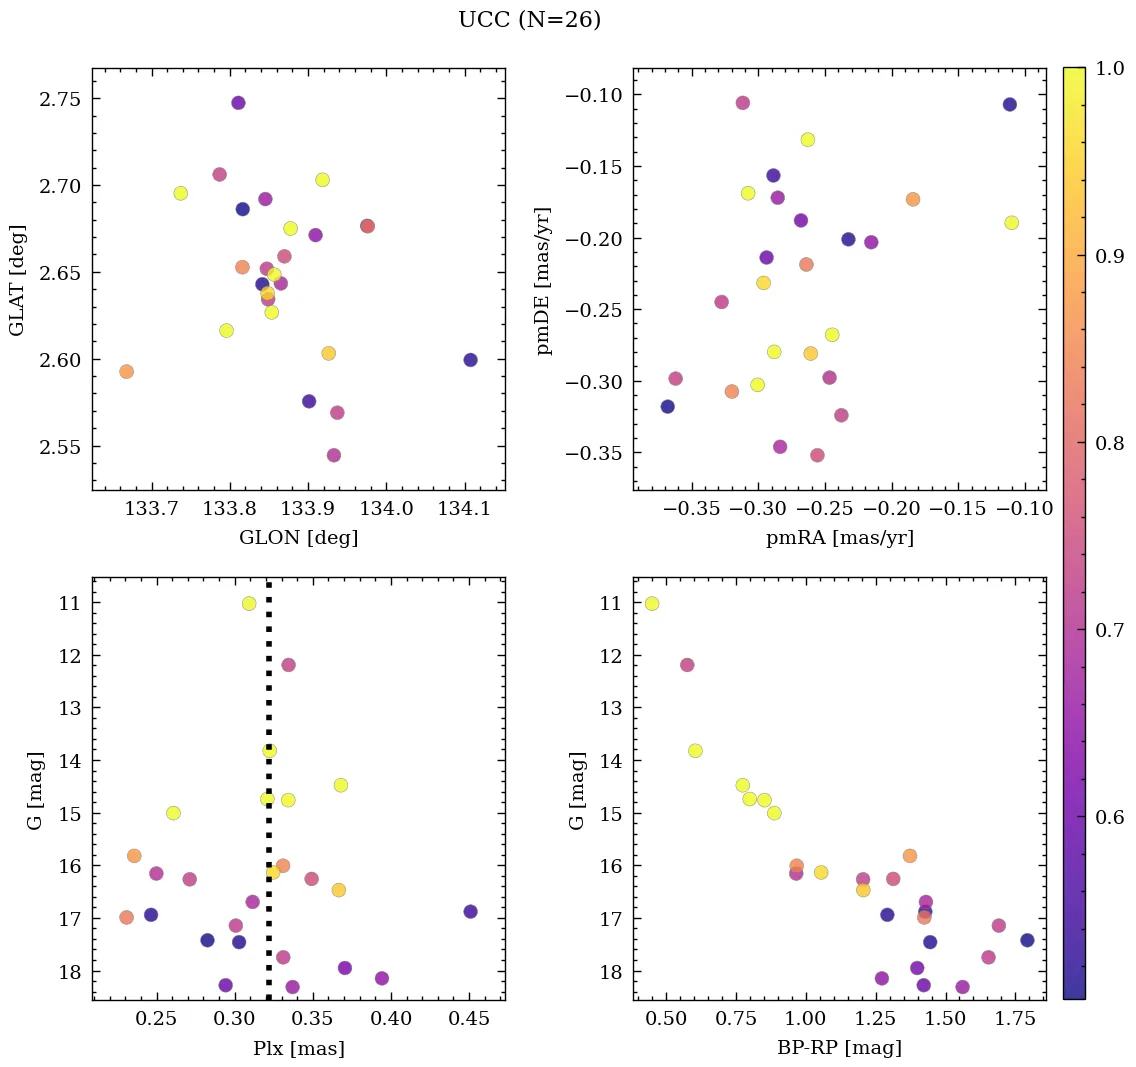 UCC (N=26)
2.75
2.70
2.65
2.60
2.55
GLAT [deg]
133.7 133.8 133.9 134.0 134.1
GLON [deg]
−0.10
−0.15
−0.20
−0.25
−0.30
−0.35
pmDE [mas/yr]
−0.35 −0.30 −0.25 −0.20 −0.15 −0.10
pmRA [mas/yr]
11
12
13
14
15
16
17
18
G [mag]
0.25 0.30 0.35 0.40 0.45
Plx [mas]
11
12
13
14
15
16
17
18
G [mag]
0.50 0.75 1.00 1.25 1.50 1.75
BP-RP [mag]
1.0
0.9
0.8
0.7
0.6